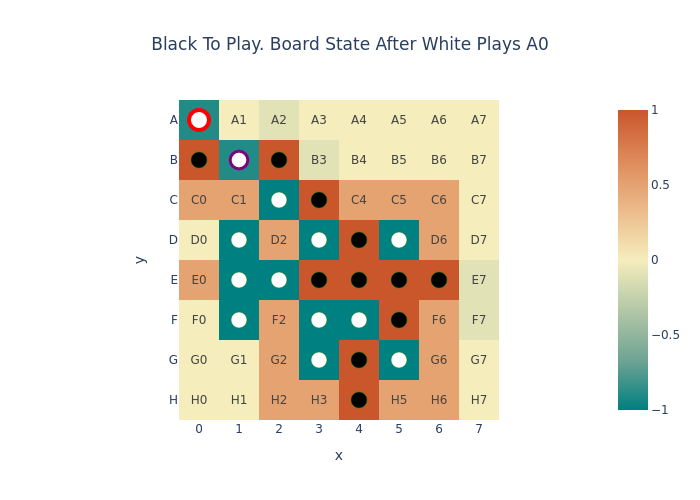 Black To Play. Board State After White Plays A0
A A1 A2 A3 A4 A5 A6 A7
B B3 B4 B5 B6 B7
C C0 C1 C4 C5 C6 C7
D D0 D2 D6 D7
E E0 E7
F F0 F2 F6 F7
G G0 G1 G2 G6 G7
H H0 H1 H2 H3 H5 H6 H7
0 1 2 3 4 5 6 7
x
y
1
0.5
0
−0.5
−1